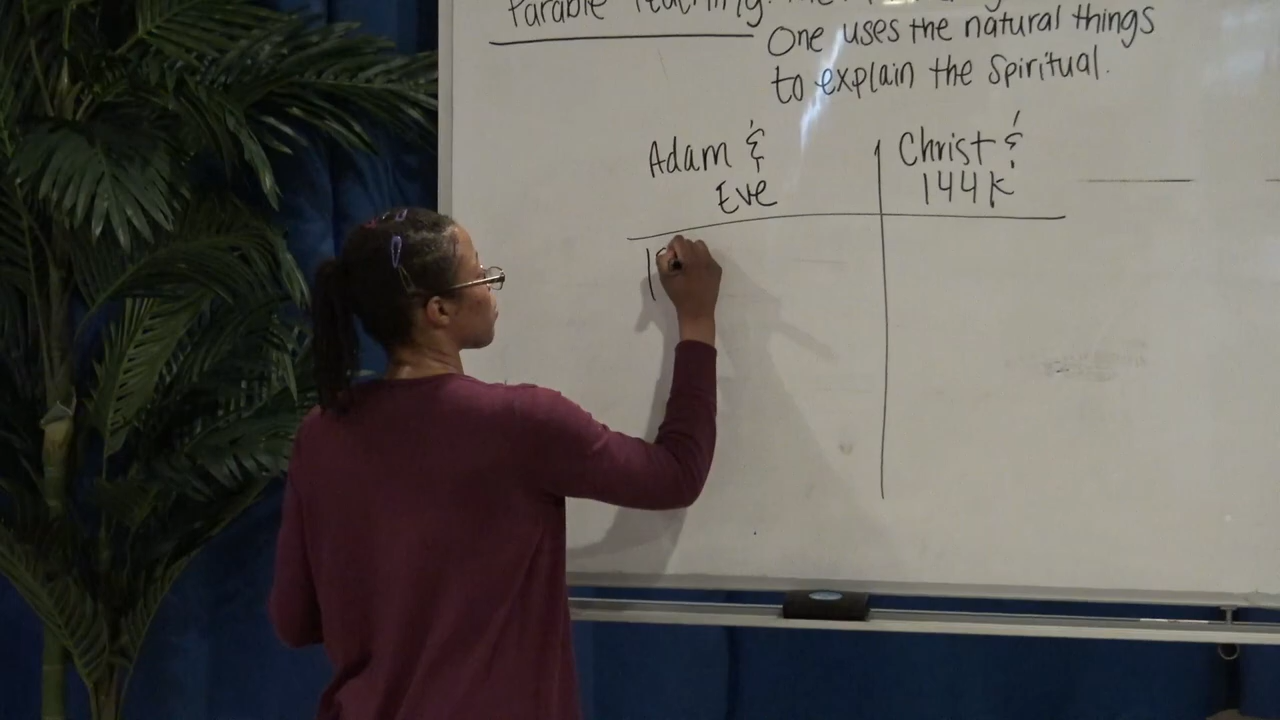 Parable Teaching:
One uses the natural things
to explain the spiritual.
Adam &
Eve
Christ &
144K